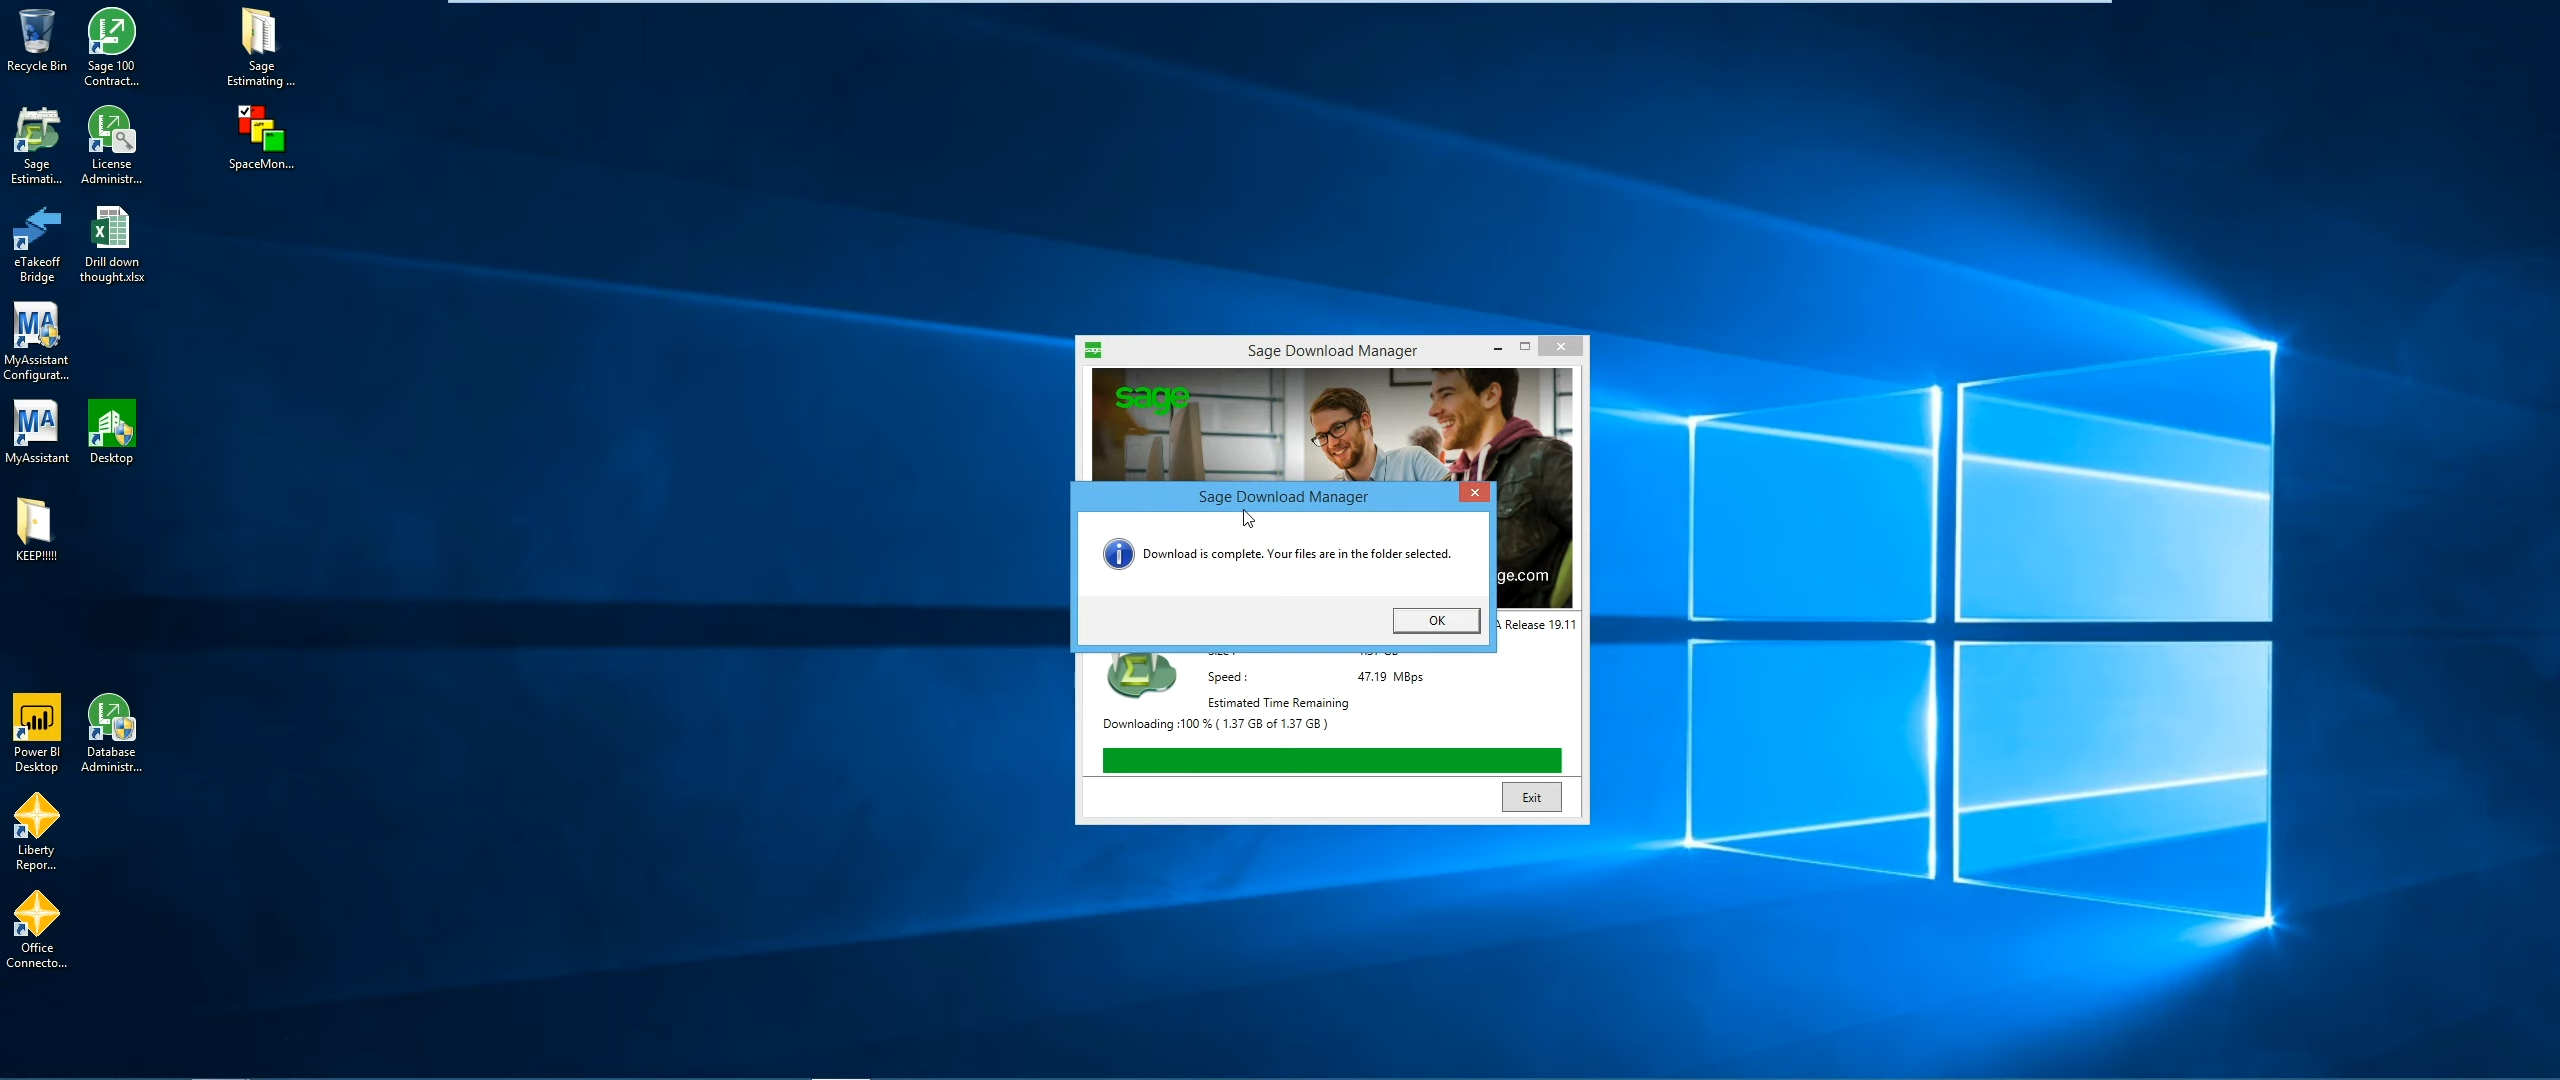 Recycle Bin
Sage 100
Contract...
Sage
Estimating ...
Sage
Estimati...
License
Administr...
SpaceMon...
eTakeoff
Bridge
Drill down
thought.xlsx
MyAssistant
Configurat...
MyAssistant
Desktop
KEEP!!!!!
Power BI
Desktop
Database
Administr...
Liberty
Repor...
Office
Connecto...
Sage Download Manager
sage
Sage Download Manager
Download is complete. Your files are in the folder selected.
OK
ge.com
Release 19.11
Speed :
47.19 MBps
Estimated Time Remaining
Downloading :100 % ( 1.37 GB of 1.37 GB )
Exit